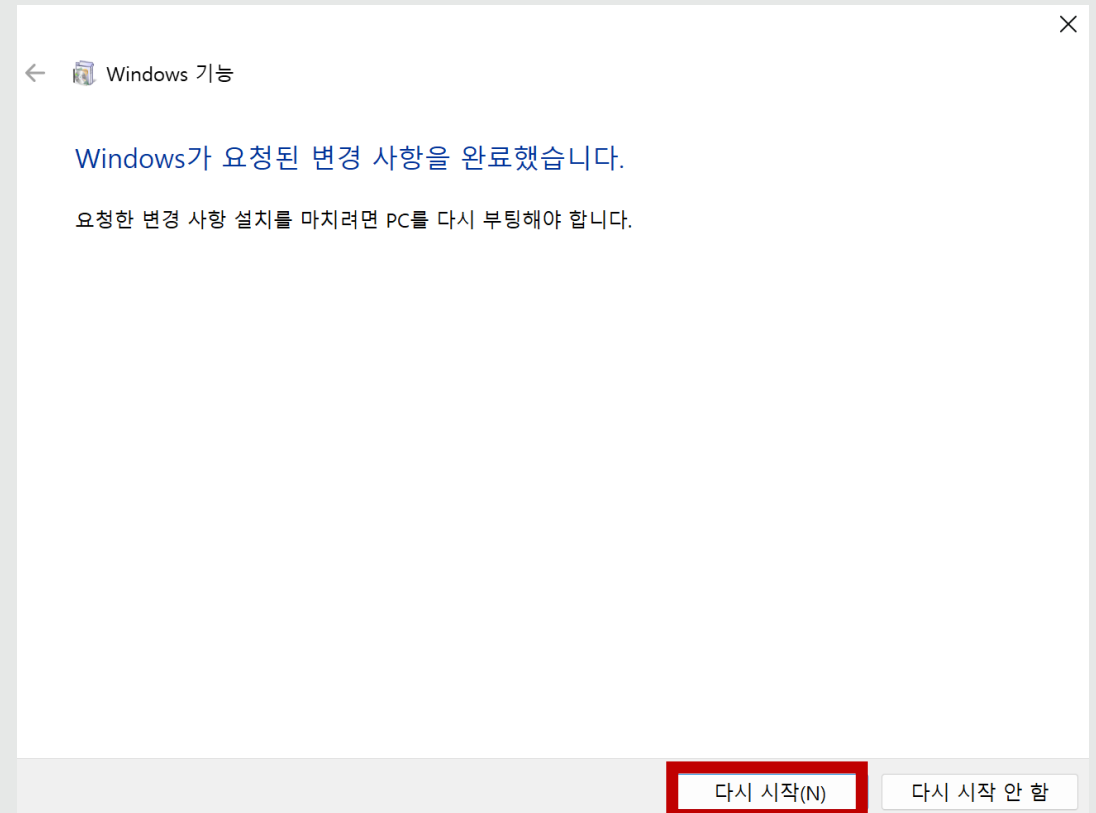 Windows 기능
Windows가 요청된 변경 사항을 완료했습니다.
요청한 변경 사항 설치를 마치려면 PC를 다시 부팅해야 합니다.
다시 시작(N)
다시 시작 안 함